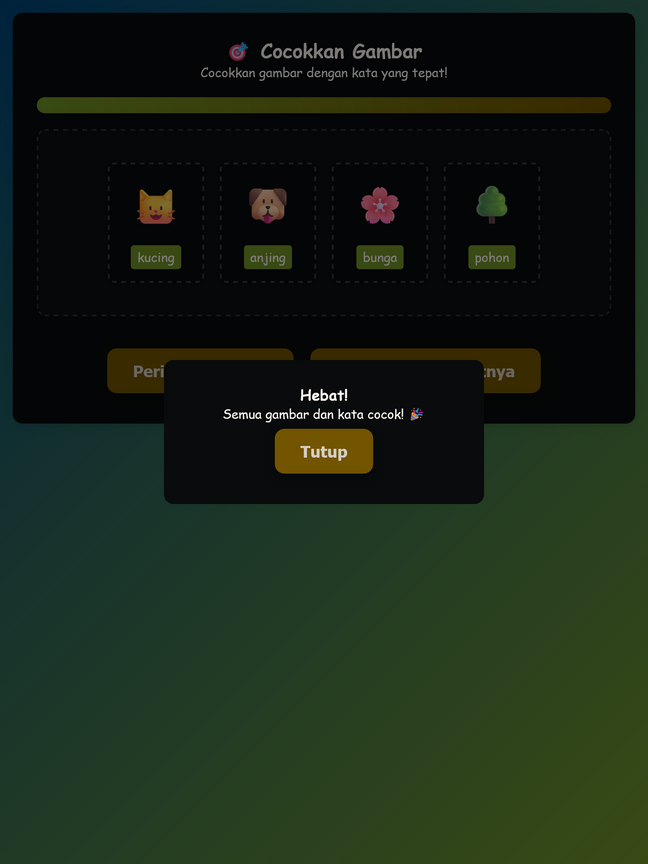 Cocokkan Gambar
Cocokkan gambar dengan kata yang tepat!
kucing
anjing
bunga
pohon
Hebat!
Semua gambar dan kata cocok!
Tutup